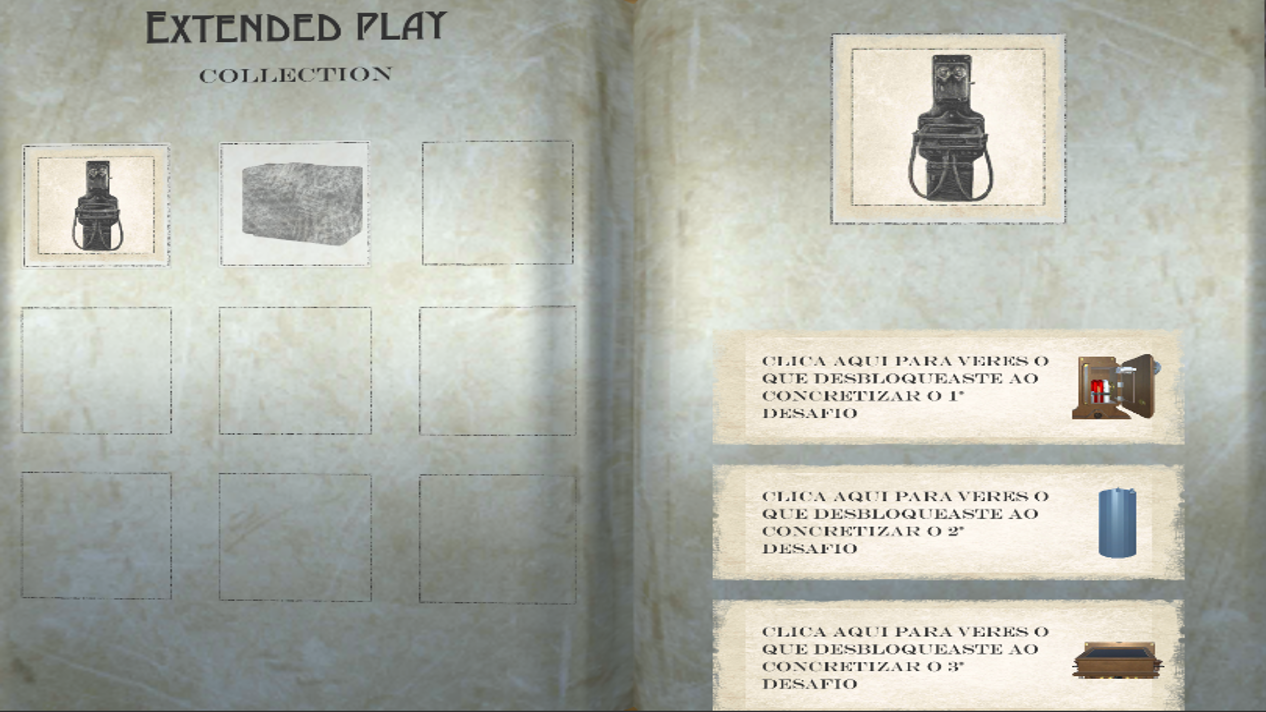 EXTENDED PLAY
COLLECTION
CLICA AQUI PARA VERES O
QUE DESBLOQUEASTE AO
CONCRETIZAR O 1º
DESAFIO
CLICA AQUI PARA VERES O
QUE DESBLOQUEASTE AO
CONCRETIZAR O 2º
DESAFIO
CLICA AQUI PARA VERES O
QUE DESBLOQUEASTE AO
CONCRETIZAR O 3º
DESAFIO